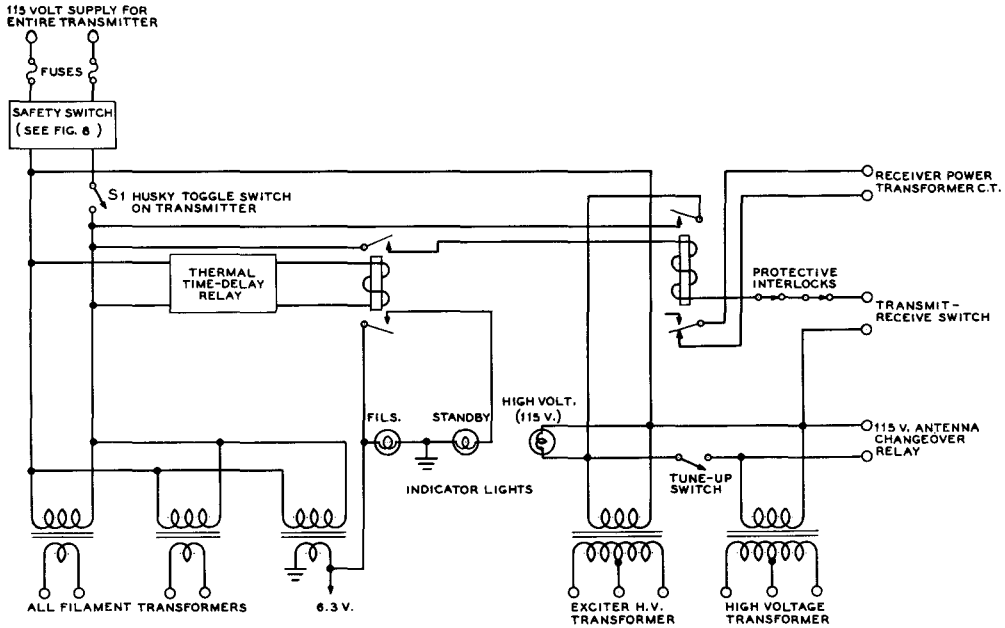 115 VOLT SUPPLY FOR
ENTIRE TRANSMITTER
FUSES
SAFETY SWITCH
(SEE FIG. 8)
S1 HUSKY TOGGLE SWITCH
ON TRANSMITTER
THERMAL
TIME-DELAY
RELAY
RECEIVER POWER
TRANSFORMER C.T.
PROTECTIVE
INTERLOCKS
TRANSMIT-
RECEIVE SWITCH
FILS.
STANDBY
HIGH VOLT.
(115 V.)
INDICATOR LIGHTS
115 V. ANTENNA
CHANGEOVER
RELAY
TUNE-UP
SWITCH
ALL FILAMENT TRANSFORMERS
6.3 V.
EXCITER H.V.
TRANSFORMER
HIGH VOLTAGE
TRANSFORMER